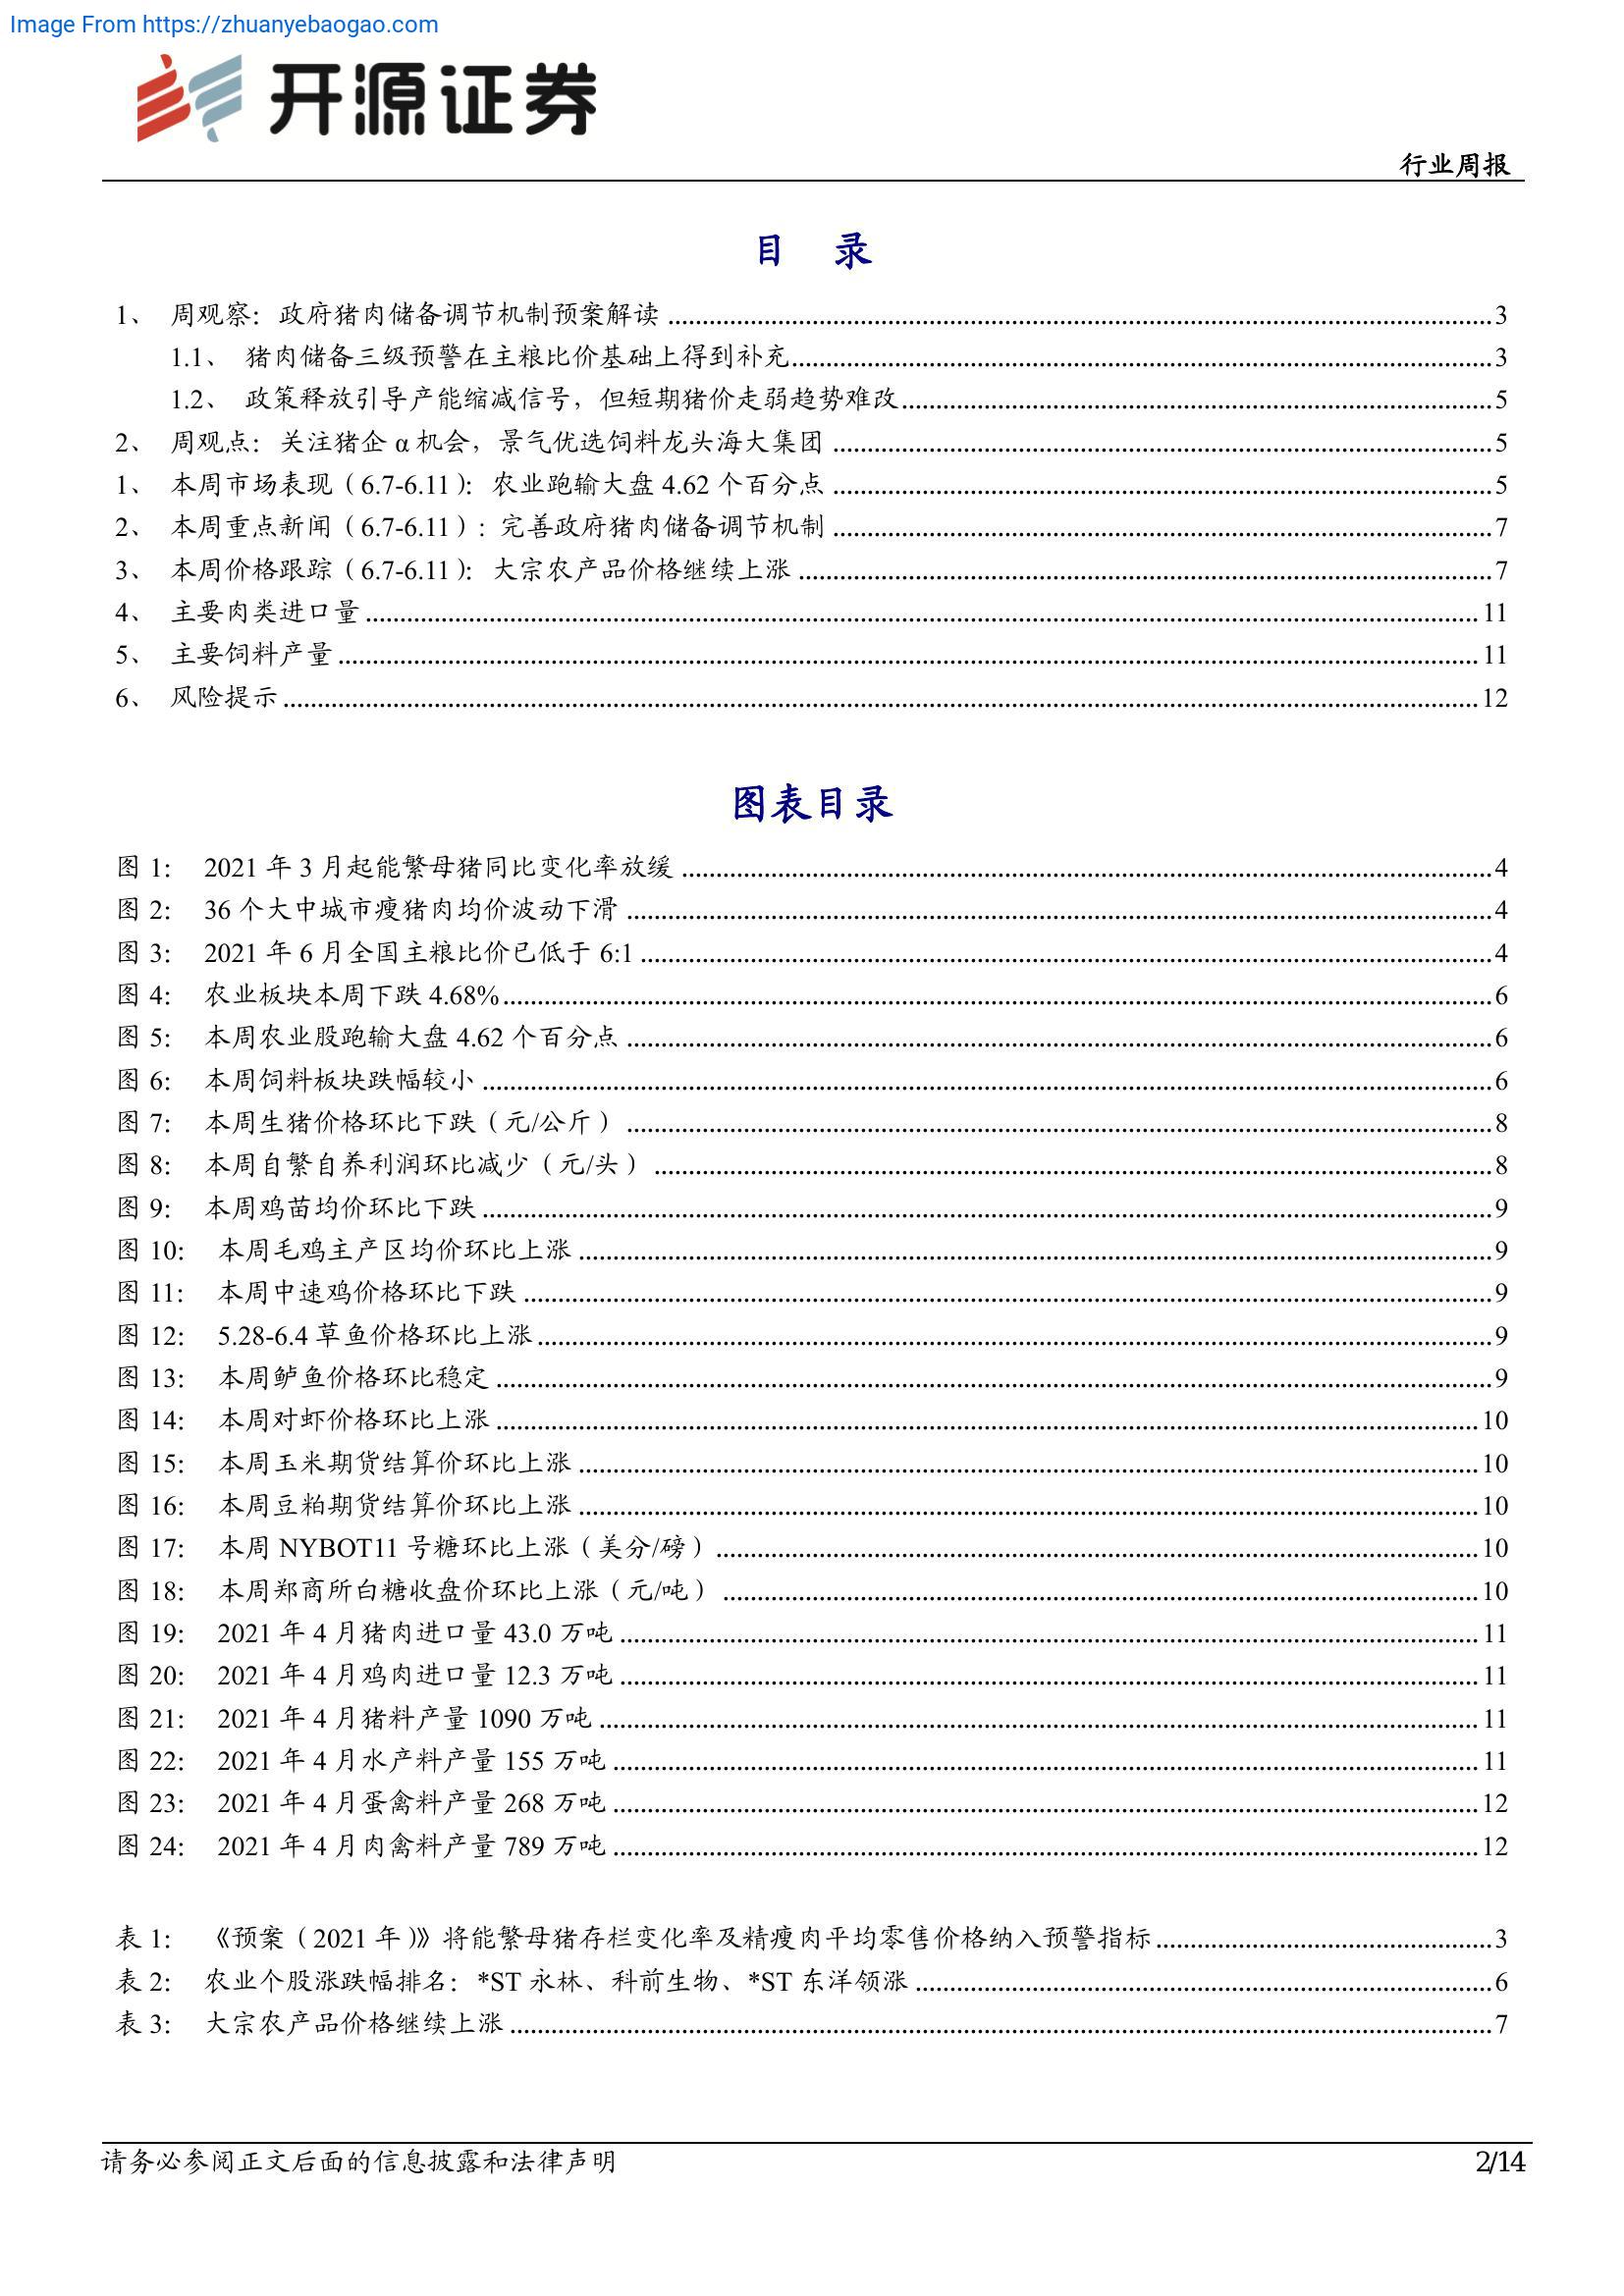 Image From https://zhuanyebaogao.com
开源证券
行业周报
目 录
1、 周观察：政府猪肉储备调节机制预案解读 3
1.1、 猪肉储备三级预警在主粮比价基础上得到补充 3
1.2、 政策释放引导产能缩减信号，但短期猪价走弱趋势难改 5
2、 周观点：关注猪企 α 机会，景气优选饲料龙头海大集团 5
1、 本周市场表现（6.7-6.11）：农业跑输大盘 4.62 个百分点 5
2、 本周重点新闻（6.7-6.11）：完善政府猪肉储备调节机制 7
3、 本周价格跟踪（6.7-6.11）：大宗农产品价格继续上涨 7
4、 主要肉类进口量 11
5、 主要饲料产量 11
6、 风险提示 12
图表目录
图 1： 2021 年 3 月起能繁母猪同比变化率放缓 4
图 2： 36 个大中城市瘦猪肉均价波动下滑 4
图 3： 2021 年 6 月全国主粮比价已低于 6:1 4
图 4： 农业板块本周下跌 4.68% 6
图 5： 本周农业股跑输大盘 4.62 个百分点 6
图 6： 本周饲料板块跌幅较小 6
图 7： 本周生猪价格环比下跌（元/公斤） 8
图 8： 本周自繁自养利润环比减少（元/头） 8
图 9： 本周鸡苗均价环比下跌 9
图 10： 本周毛鸡主产区均价环比上涨 9
图 11： 本周中速鸡价格环比下跌 9
图 12： 5.28-6.4 草鱼价格环比上涨 9
图 13： 本周鲈鱼价格环比稳定 9
图 14： 本周对虾价格环比上涨 10
图 15： 本周玉米期货结算价环比上涨 10
图 16： 本周豆粕期货结算价环比上涨 10
图 17： 本周 NYBOT11 号糖环比上涨（美分/磅） 10
图 18： 本周郑商所白糖收盘价环比上涨（元/吨） 10
图 19： 2021 年 4 月猪肉进口量 43.0 万吨 11
图 20： 2021 年 4 月鸡肉进口量 12.3 万吨 11
图 21： 2021 年 4 月猪料产量 1090 万吨 11
图 22： 2021 年 4 月水产料产量 155 万吨 11
图 23： 2021 年 4 月蛋禽料产量 268 万吨 12
图 24： 2021 年 4 月肉禽料产量 789 万吨 12
表 1： 《预案（2021 年）》将能繁母猪存栏变化率及精瘦肉平均零售价格纳入预警指标 3
表 2： 农业个股涨跌幅排名：*ST 永林、科前生物、*ST 东洋领涨 6
表 3： 大宗农产品价格继续上涨 7
请务必参阅正文后面的信息披露和法律声明 2/14